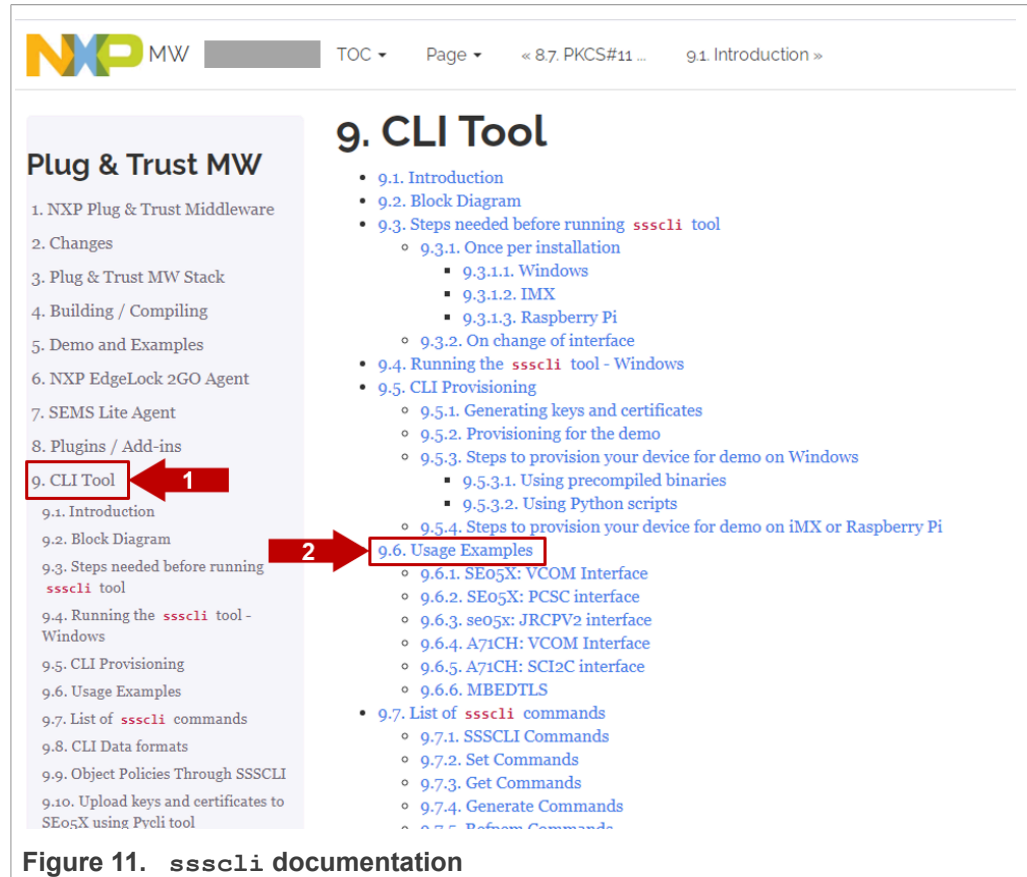 NXP MW TOC Page « 8.7. PKCS#11 ... 9.1. Introduction »
Plug & Trust MW
1. NXP Plug & Trust Middleware
2. Changes
3. Plug & Trust MW Stack
4. Building / Compiling
5. Demo and Examples
6. NXP EdgeLock 2GO Agent
7. SEMS Lite Agent
8. Plugins / Add-ins
9. CLI Tool
1
9.1. Introduction
9.2. Block Diagram
9.3. Steps needed before running
ssscli tool
9.4. Running the ssscli tool -
Windows
9.5. CLI Provisioning
9.6. Usage Examples
9.7. List of ssscli commands
9.8. CLI Data formats
9.9. Object Policies Through SSSCLI
9.10. Upload keys and certificates to
SE05X using Pycli tool
9. CLI Tool
9.1. Introduction
9.2. Block Diagram
9.3. Steps needed before running ssscli tool
9.3.1. Once per installation
9.3.1.1. Windows
9.3.1.2. IMX
9.3.1.3. Raspberry Pi
9.3.2. On change of interface
9.4. Running the ssscli tool - Windows
9.5. CLI Provisioning
9.5.1. Generating keys and certificates
9.5.2. Provisioning for the demo
9.5.3. Steps to provision your device for demo on Windows
9.5.3.1. Using precompiled binaries
9.5.3.2. Using Python scripts
9.5.4. Steps to provision your device for demo on iMX or Raspberry Pi
2
9.6. Usage Examples
9.6.1. SE05X: VCOM Interface
9.6.2. SE05X: PCSC interface
9.6.3. se05x: JRCPV2 interface
9.6.4. A71CH: VCOM Interface
9.6.5. A71CH: SCI2C interface
9.6.6. MBEDTLS
9.7. List of ssscli commands
9.7.1. SSSCLI Commands
9.7.2. Set Commands
9.7.3. Get Commands
9.7.4. Generate Commands
9.7.5. Refpem Commands
Figure 11. ssscli documentation